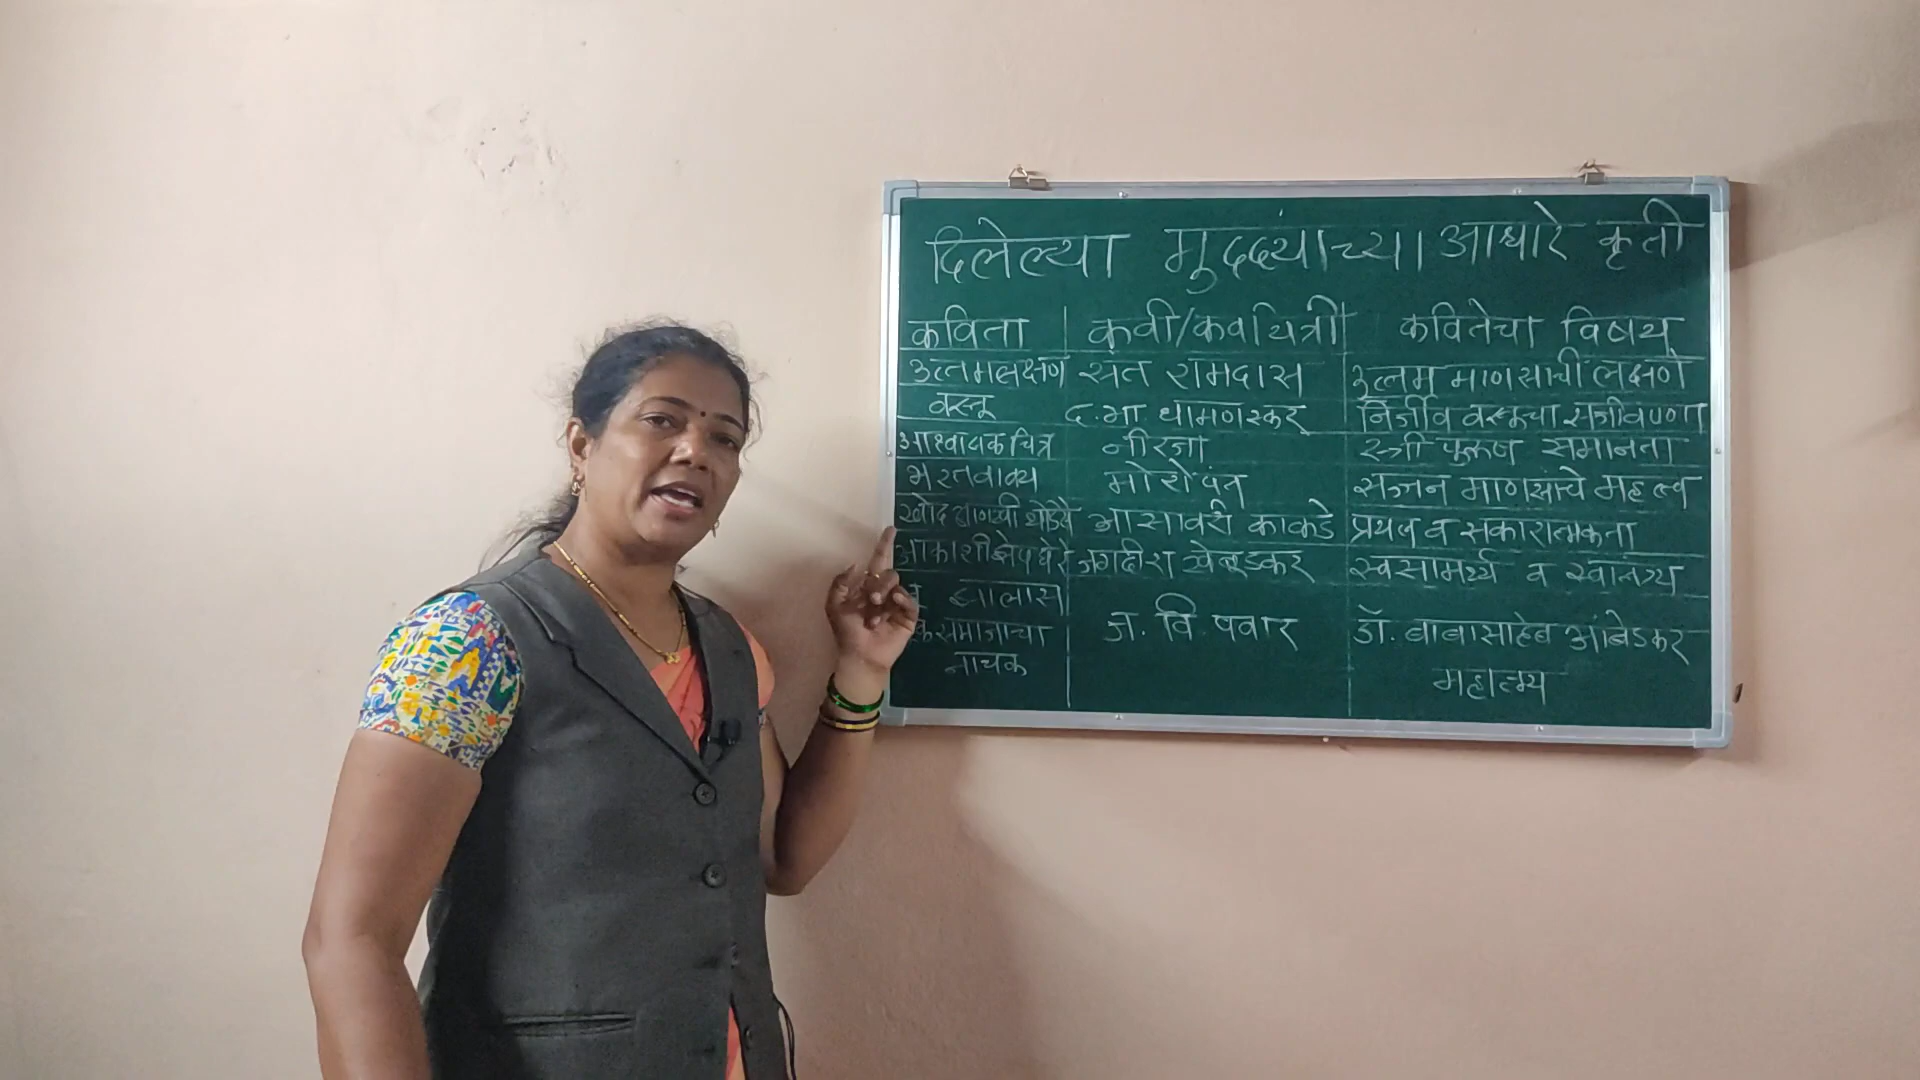 दिलेल्या मुद्दयांच्या आधारे कृती
कविता कवी/कवयित्री कवितेचा विषय
उत्तमलक्षण संत रामदास उत्तम माणसाची लक्षणे
वस्तू द.भा धामणस्कर निर्जीव वस्तूंचा सजीवपणा
आश्वासक चित्र नीरजा स्त्री पुरुष समानता
भरतवाक्य मोरोपंत सज्जन माणसांचे महत्त्व
खोद आणखी थोडेसे आसावरी काकडे प्रयत्न व सकारात्मकता
आकाशी झेप घे रे जगदीश खेबुडकर स्वसामर्थ्य व स्वातंत्र्य
झालास
समाजाचा ज. वि. पवार डॉ. बाबासाहेब आंबेडकर
नायक महात्म्य